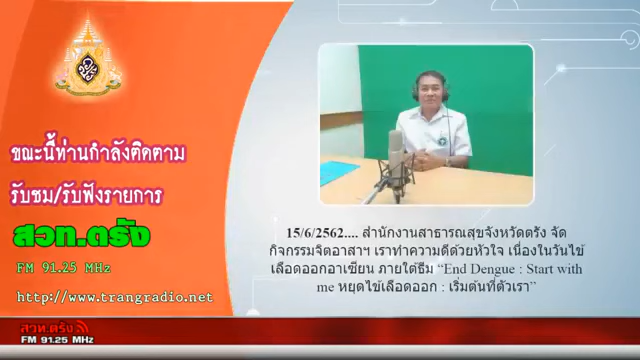 ขณะนี้ท่านกำลังติดตาม
รับชม/รับฟังรายการ
สวท.ตรัง
FM 91.25 MHz
http://www.trangradio.net
15/6/2562.... สำนักงานสาธารณสุขจังหวัดตรัง จัด
กิจกรรมจิตอาสาฯ เราทำความดีด้วยหัวใจ เนื่องในวันไข้
เลือดออกอาเซียน ภายใต้ธีม “End Dengue : Start with
me หยุดไข้เลือดออก : เริ่มต้นที่ตัวเรา”
สวท.ตรัง
FM 91.25 MHz